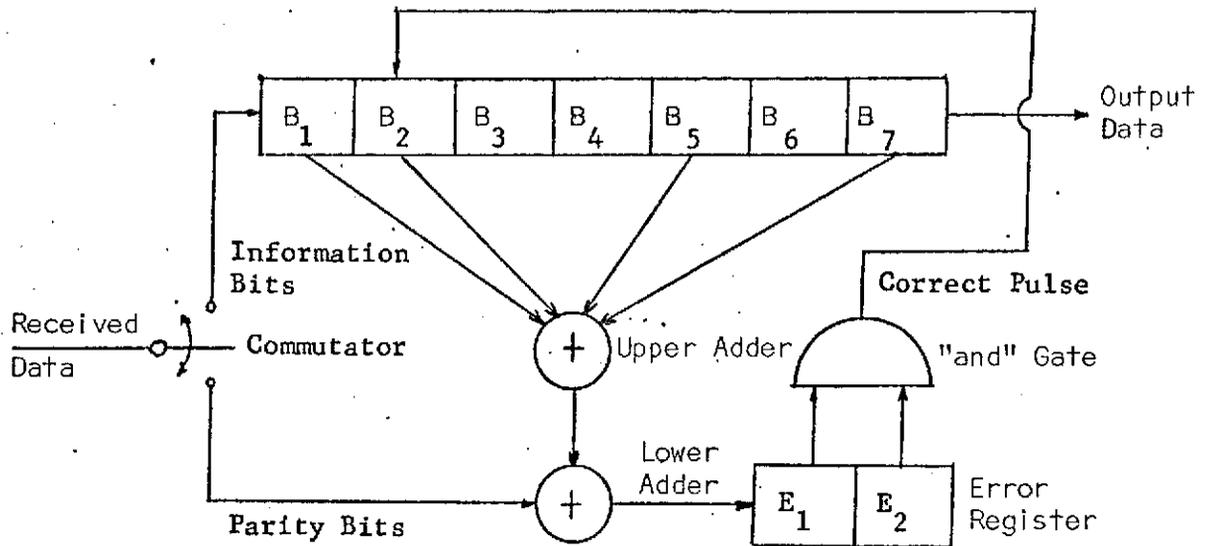 Output
Data
B1 B2 B3 B4 B5 B6 B7
Information
Bits
Correct Pulse
Received
Data
Commutator
+
Upper Adder
"and" Gate
Lower
Adder
+
E1 E2
Error
Register
Parity Bits